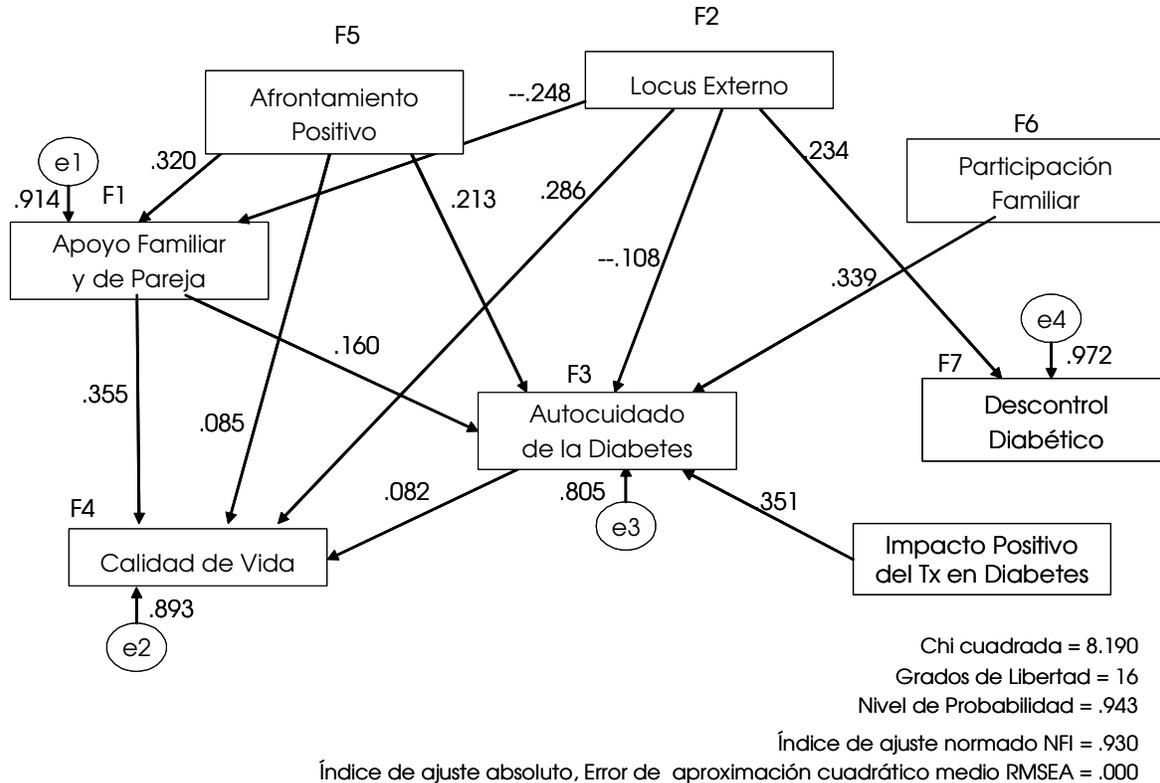 F2
F5
Locus Externo
--.248
Afrontamiento
Positivo
F6
.234
Participación
Familiar
e1
.320
.914
F1
.213
.286
Apoyo Familiar
y de Pareja
--.108
.339
e4
.160
.972
F7
F3
.355
.085
Autocuidado
de la Diabetes
Descontrol
Diabético
.082
.805
.351
F4
e3
Calidad de Vida
Impacto Positivo
del Tx en Diabetes
.893
e2
Chi cuadrada = 8.190
Grados de Libertad = 16
Nivel de Probabilidad = .943
Índice de ajuste normado NFI = .930
Índice de ajuste absoluto, Error de aproximación cuadrático medio RMSEA = .000